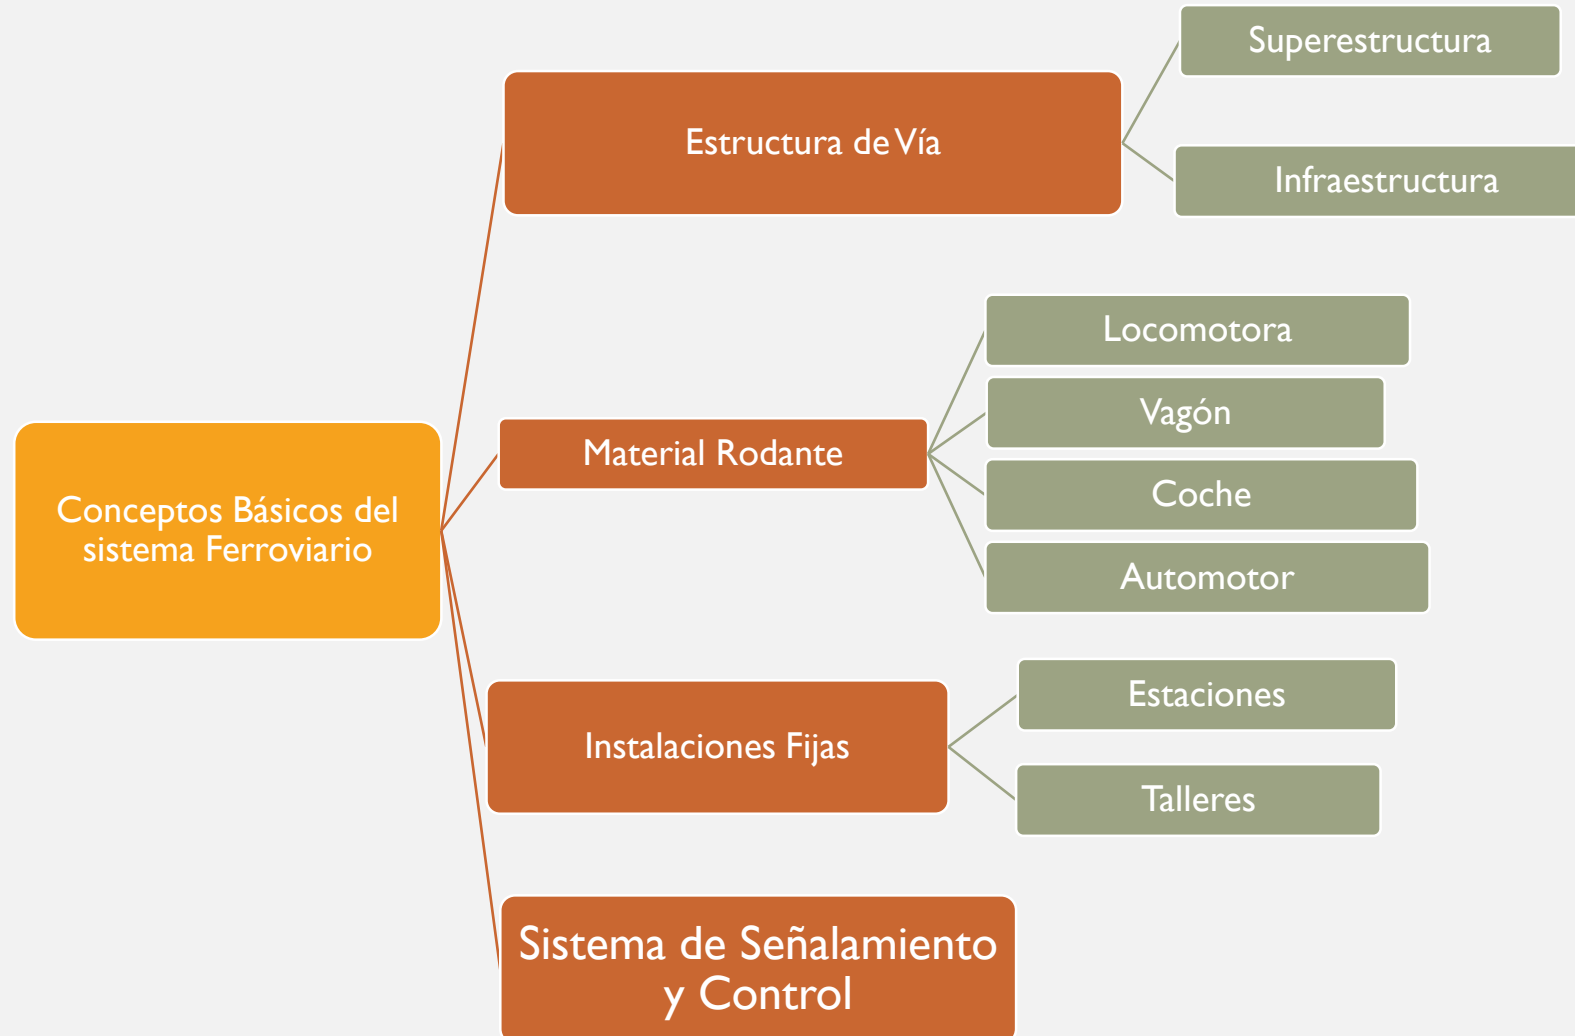 Superestructura
Estructura de Vía
Infraestructura
Locomotora
Vagón
Material Rodante
Coche
Conceptos Básicos del
sistema Ferroviario
Automotor
Estaciones
Instalaciones Fijas
Talleres
Sistema de Señalamiento
y Control